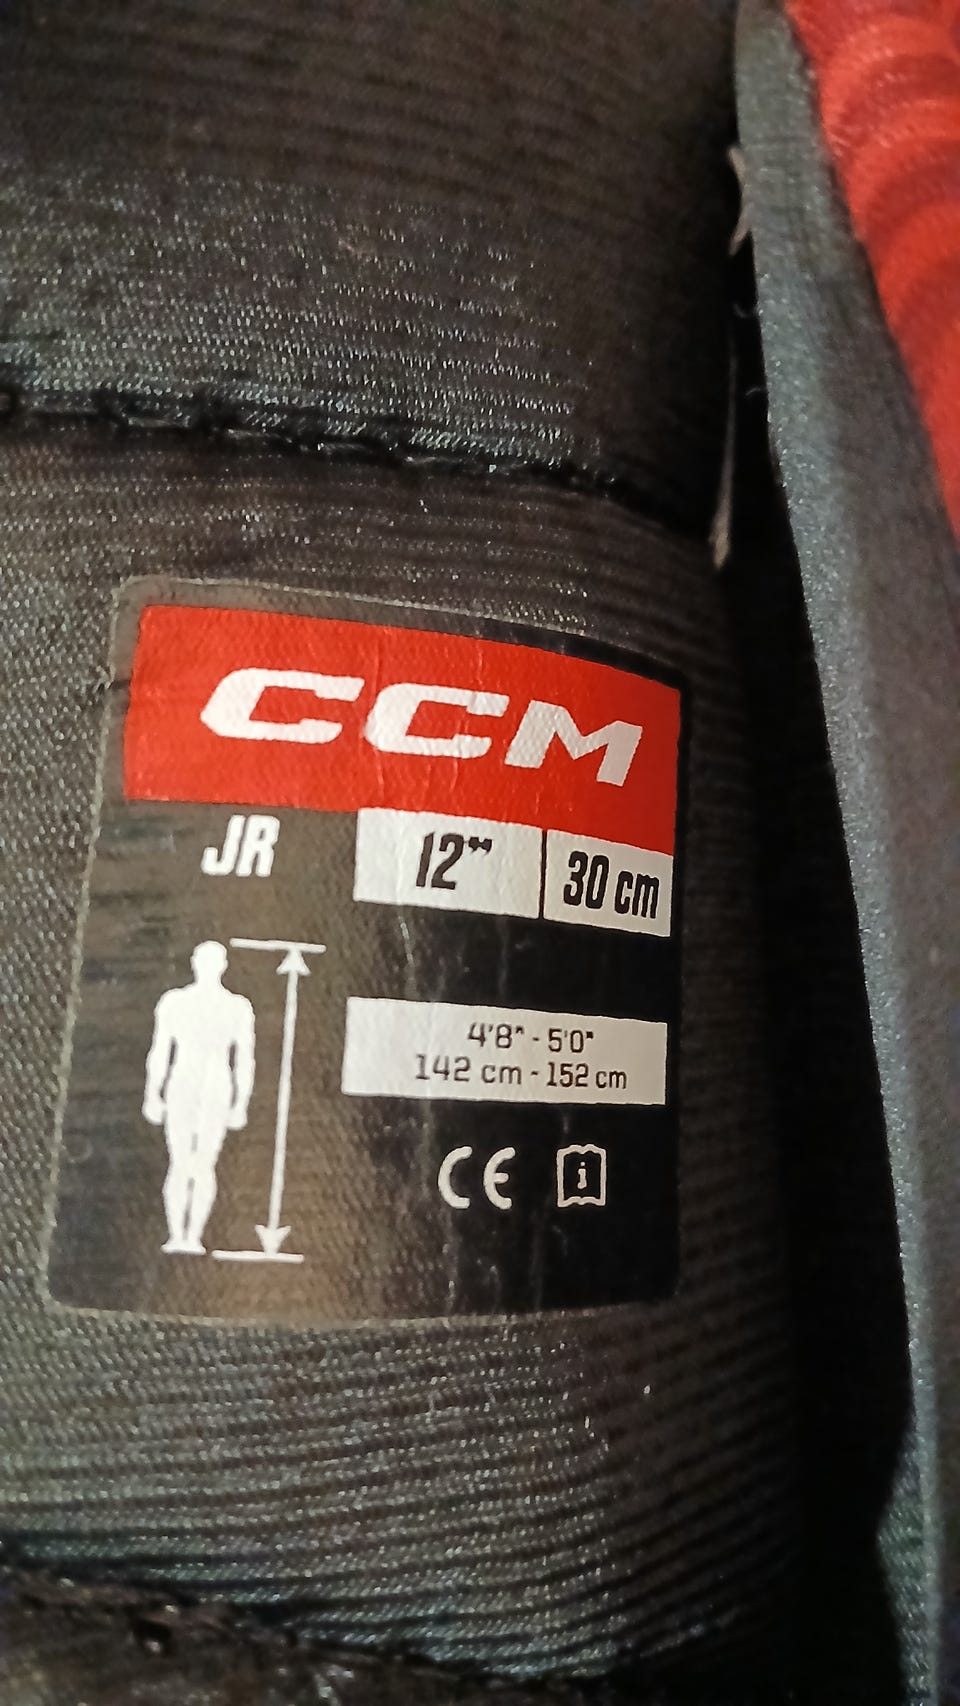 CCM
JR 12" 30 cm
4'8" - 5'0"
142 cm - 152 cm
CE i